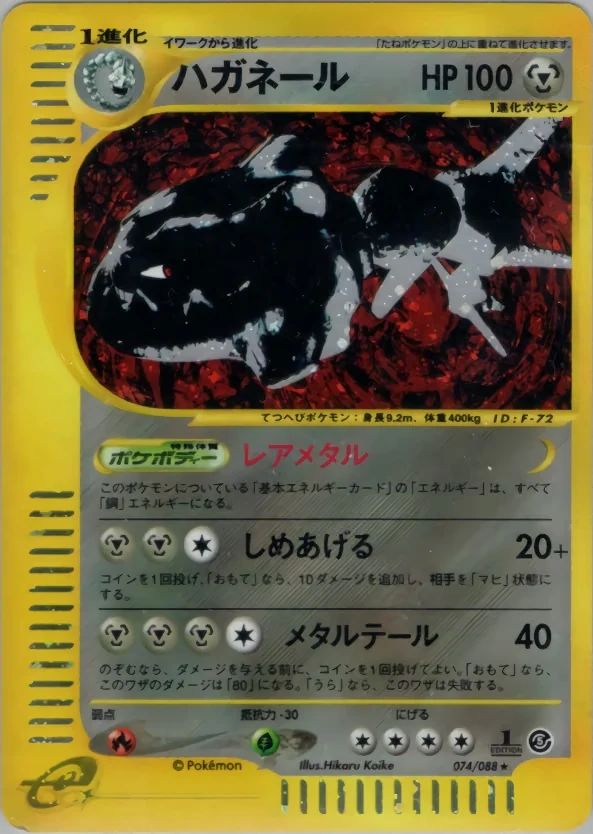 1進化
イワークから進化
「たねポケモン」の上に重ねて進化させます。
ハガネール HP100
1進化ポケモン
てつへびポケモン：身長9.2m、体重400kg ID:F-72
特殊体質
ポケボディー レアメタル
このポケモンについている「基本エネルギーカード」の「エネルギー」は、すべて
「鋼」エネルギーになる。
しめあげる 20+
コインを1回投げ、「おもて」なら、10ダメージを追加し、相手を「マヒ」状態に
する。
メタルテール 40
のぞむなら、ダメージを与える前に、コインを1回投げてよい。「おもて」なら、
このワザのダメージは「80」になる。「うら」なら、このワザは失敗する。
弱点 抵抗力-30 にげる
1
EDITION
© Pokémon Illus.Hikaru Koike 074/088★
e